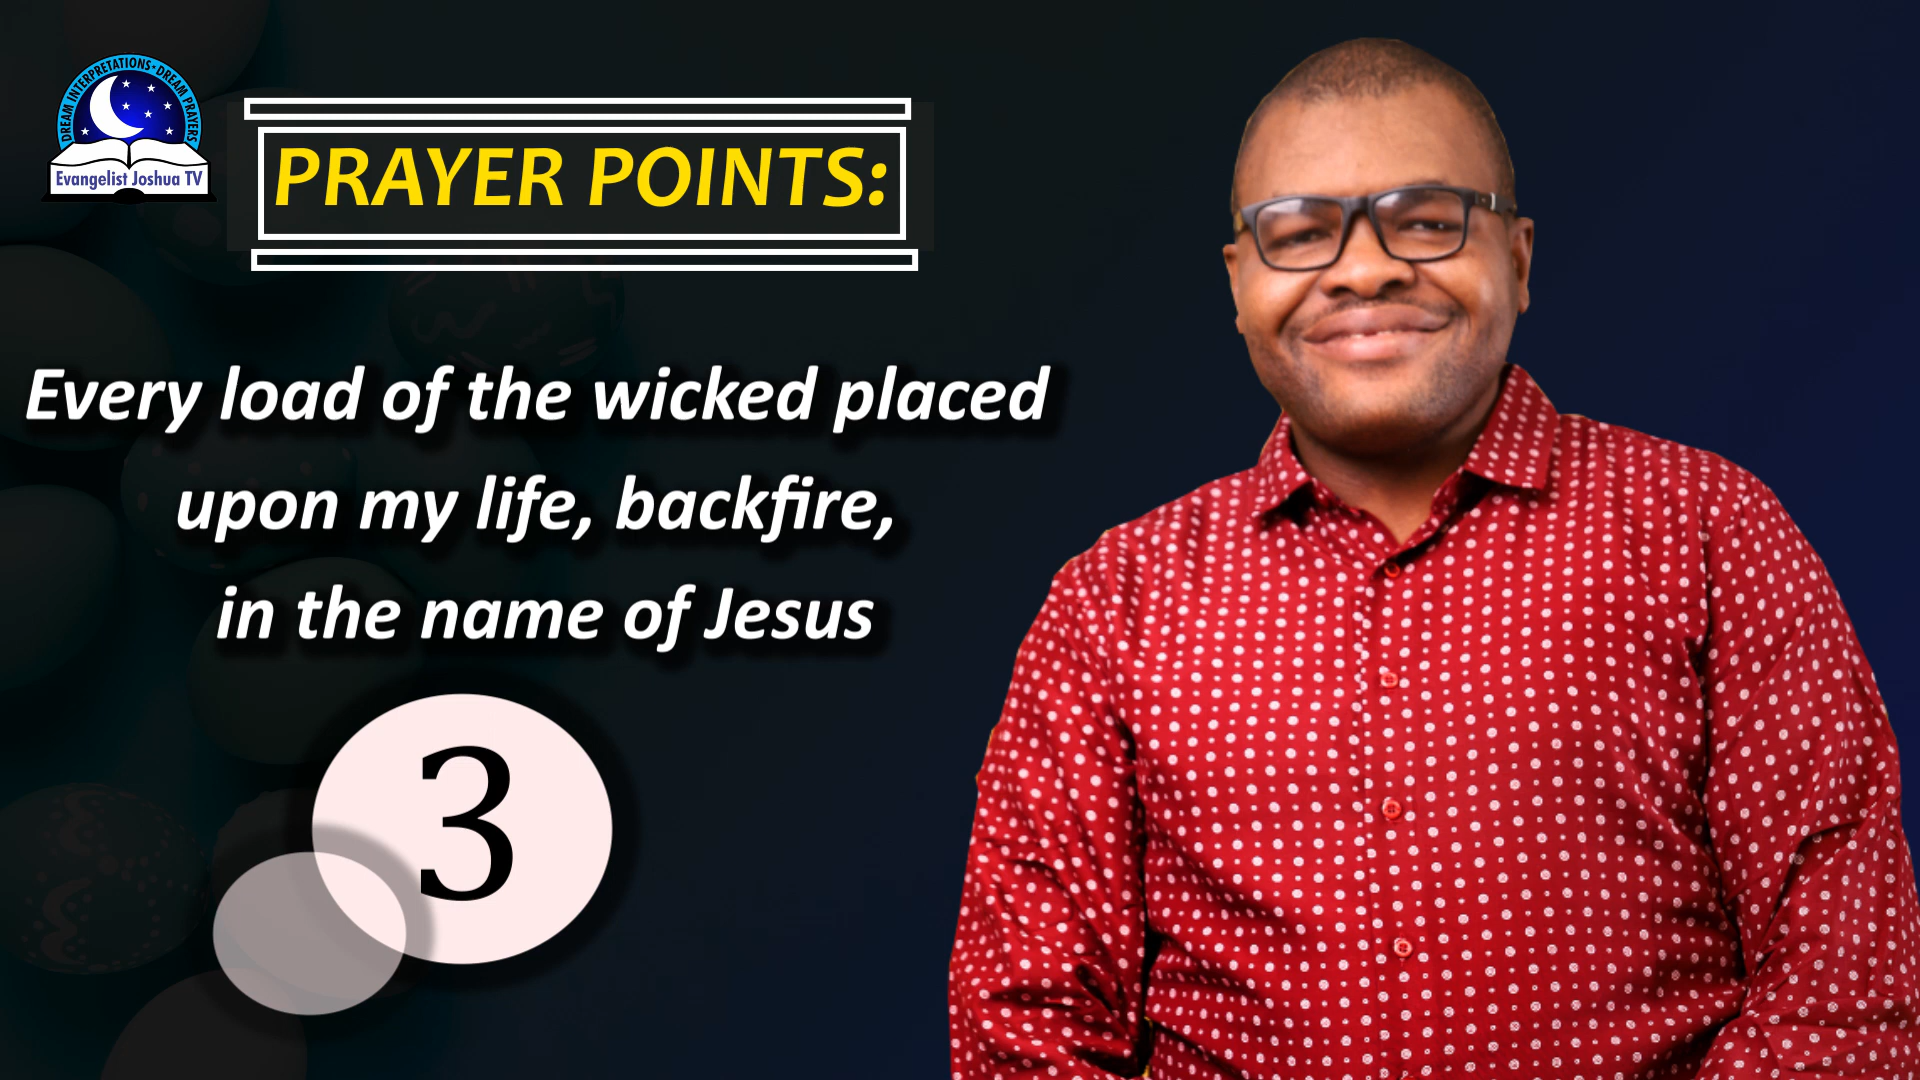 DREAM INTERPRETATIONS • DREAM PRAYERS
Evangelist Joshua TV
PRAYER POINTS:
Every load of the wicked placed
upon my life, backfire,
in the name of Jesus
3